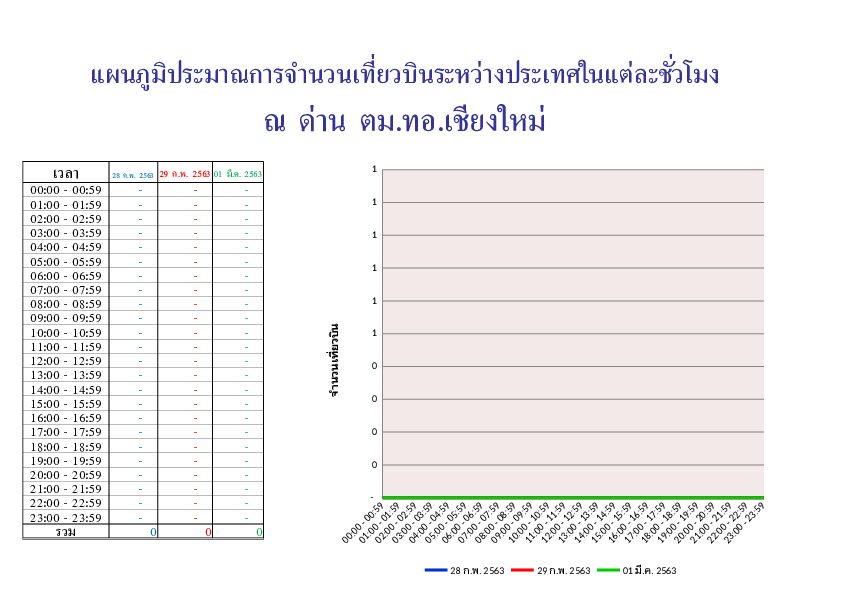 แผนภูมิประมาณการจำนวนเที่ยวบินระหว่างประเทศในแต่ละชั่วโมง
ณ ด่าน ตม.ทอ.เชียงใหม่
เวลา 28 ก.พ. 2563 29 ก.พ. 2563 01 มี.ค. 2563
00:00 - 00:59 - - -
01:00 - 01:59 - - -
02:00 - 02:59 - - -
03:00 - 03:59 - - -
04:00 - 04:59 - - -
05:00 - 05:59 - - -
06:00 - 06:59 - - -
07:00 - 07:59 - - -
08:00 - 08:59 - - -
09:00 - 09:59 - - -
10:00 - 10:59 - - -
11:00 - 11:59 - - -
12:00 - 12:59 - - -
13:00 - 13:59 - - -
14:00 - 14:59 - - -
15:00 - 15:59 - - -
16:00 - 16:59 - - -
17:00 - 17:59 - - -
18:00 - 18:59 - - -
19:00 - 19:59 - - -
20:00 - 20:59 - - -
21:00 - 21:59 - - -
22:00 - 22:59 - - -
23:00 - 23:59 - - -
รวม 0 0 0
จำนวนเที่ยวบิน
1
1
1
1
1
1
0
0
0
0
-
00:00 - 00:59
01:00 - 01:59
02:00 - 02:59
03:00 - 03:59
04:00 - 04:59
05:00 - 05:59
06:00 - 06:59
07:00 - 07:59
08:00 - 08:59
09:00 - 09:59
10:00 - 10:59
11:00 - 11:59
12:00 - 12:59
13:00 - 13:59
14:00 - 14:59
15:00 - 15:59
16:00 - 16:59
17:00 - 17:59
18:00 - 18:59
19:00 - 19:59
20:00 - 20:59
21:00 - 21:59
22:00 - 22:59
23:00 - 23:59
28 ก.พ. 2563 29 ก.พ. 2563 01 มี.ค. 2563